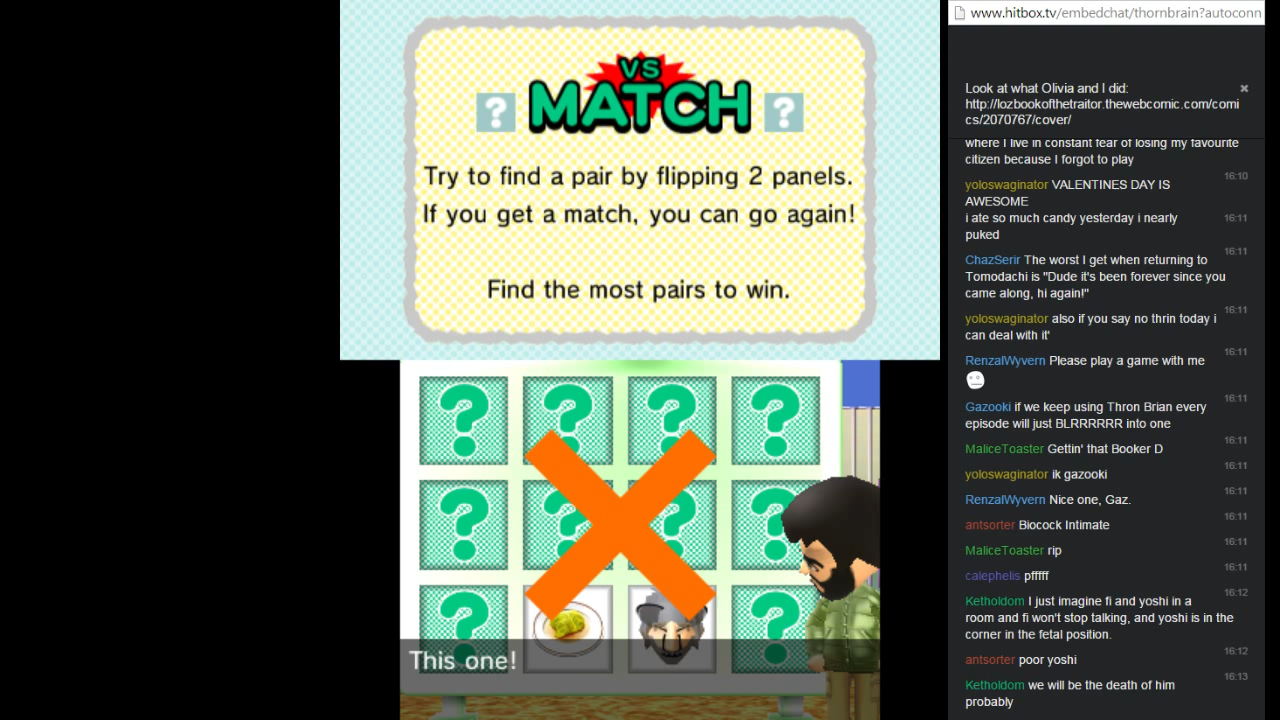 VS
? MATCH ?
Try to find a pair by flipping 2 panels.
If you get a match, you can go again!
Find the most pairs to win.
? ? ? ?
? ? ? ?
? ?
This one!
www.hitbox.tv/embedchat/thornbrain?autoconn
Look at what Olivia and I did:
http://lozbookofthetraitor.thewebcomic.com/comi
cs/2070767/cover/
where I live in constant fear of losing my favourite
citizen because I forgot to play
yoloswaginator VALENTINES DAY IS 16:10
AWESOME
i ate so much candy yesterday i nearly 16:11
puked
ChazSerir The worst I get when returning to 16:11
Tomodachi is "Dude it's been forever since you
came along, hi again!"
yoloswaginator also if you say no thrin today i 16:11
can deal with it'
RenzalWyvern Please play a game with me 16:11
Gazooki if we keep using Thron Brian every 16:11
episode will just BLRRRRRR into one
MaliceToaster Gettin' that Booker D 16:11
yoloswaginator ik gazooki 16:11
RenzalWyvern Nice one, Gaz. 16:11
antsorter Biocock Intimate 16:11
MaliceToaster rip 16:11
calephelis pfffff 16:11
Ketholdom I just imagine fi and yoshi in a 16:12
room and fi won't stop talking, and yoshi is in the
corner in the fetal position.
antsorter poor yoshi 16:12
Ketholdom we will be the death of him 16:13
probably